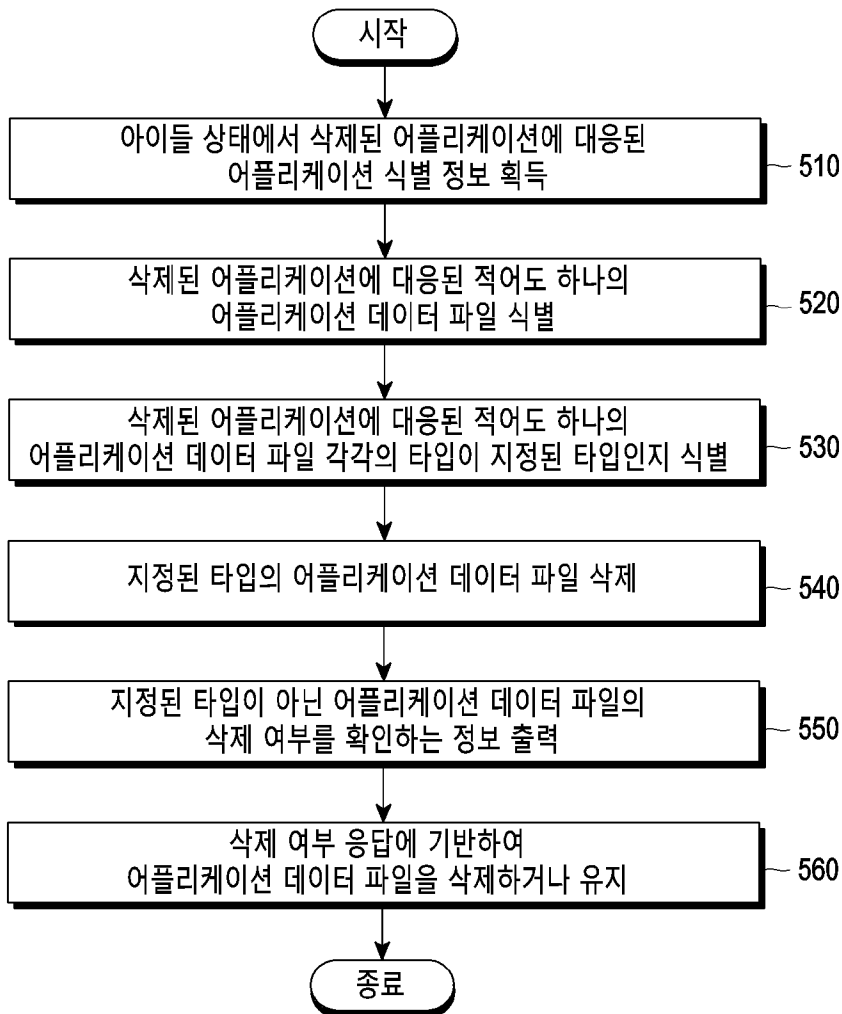 시작
아이들 상태에서 삭제된 어플리케이션에 대응된
어플리케이션 식별 정보 획득
510
삭제된 어플리케이션에 대응된 적어도 하나의
어플리케이션 데이터 파일 식별
520
삭제된 어플리케이션에 대응된 적어도 하나의
어플리케이션 데이터 파일 각각의 타입이 지정된 타입인지 식별
530
지정된 타입의 어플리케이션 데이터 파일 삭제
540
지정된 타입이 아닌 어플리케이션 데이터 파일의
삭제 여부를 확인하는 정보 출력
550
삭제 여부 응답에 기반하여
어플리케이션 데이터 파일을 삭제하거나 유지
560
종료